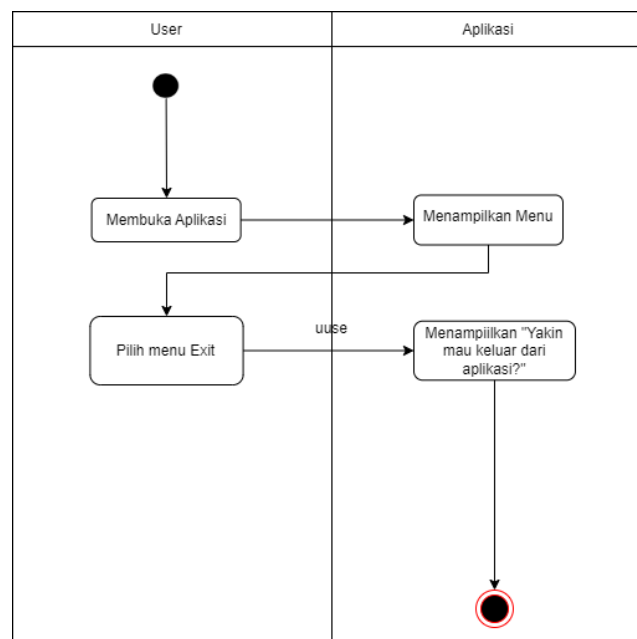 User
Aplikasi
Membuka Aplikasi
Menampilkan Menu
Pilih menu Exit
uuse
Menampiilkan "Yakin
mau keluar dari
aplikasi?"